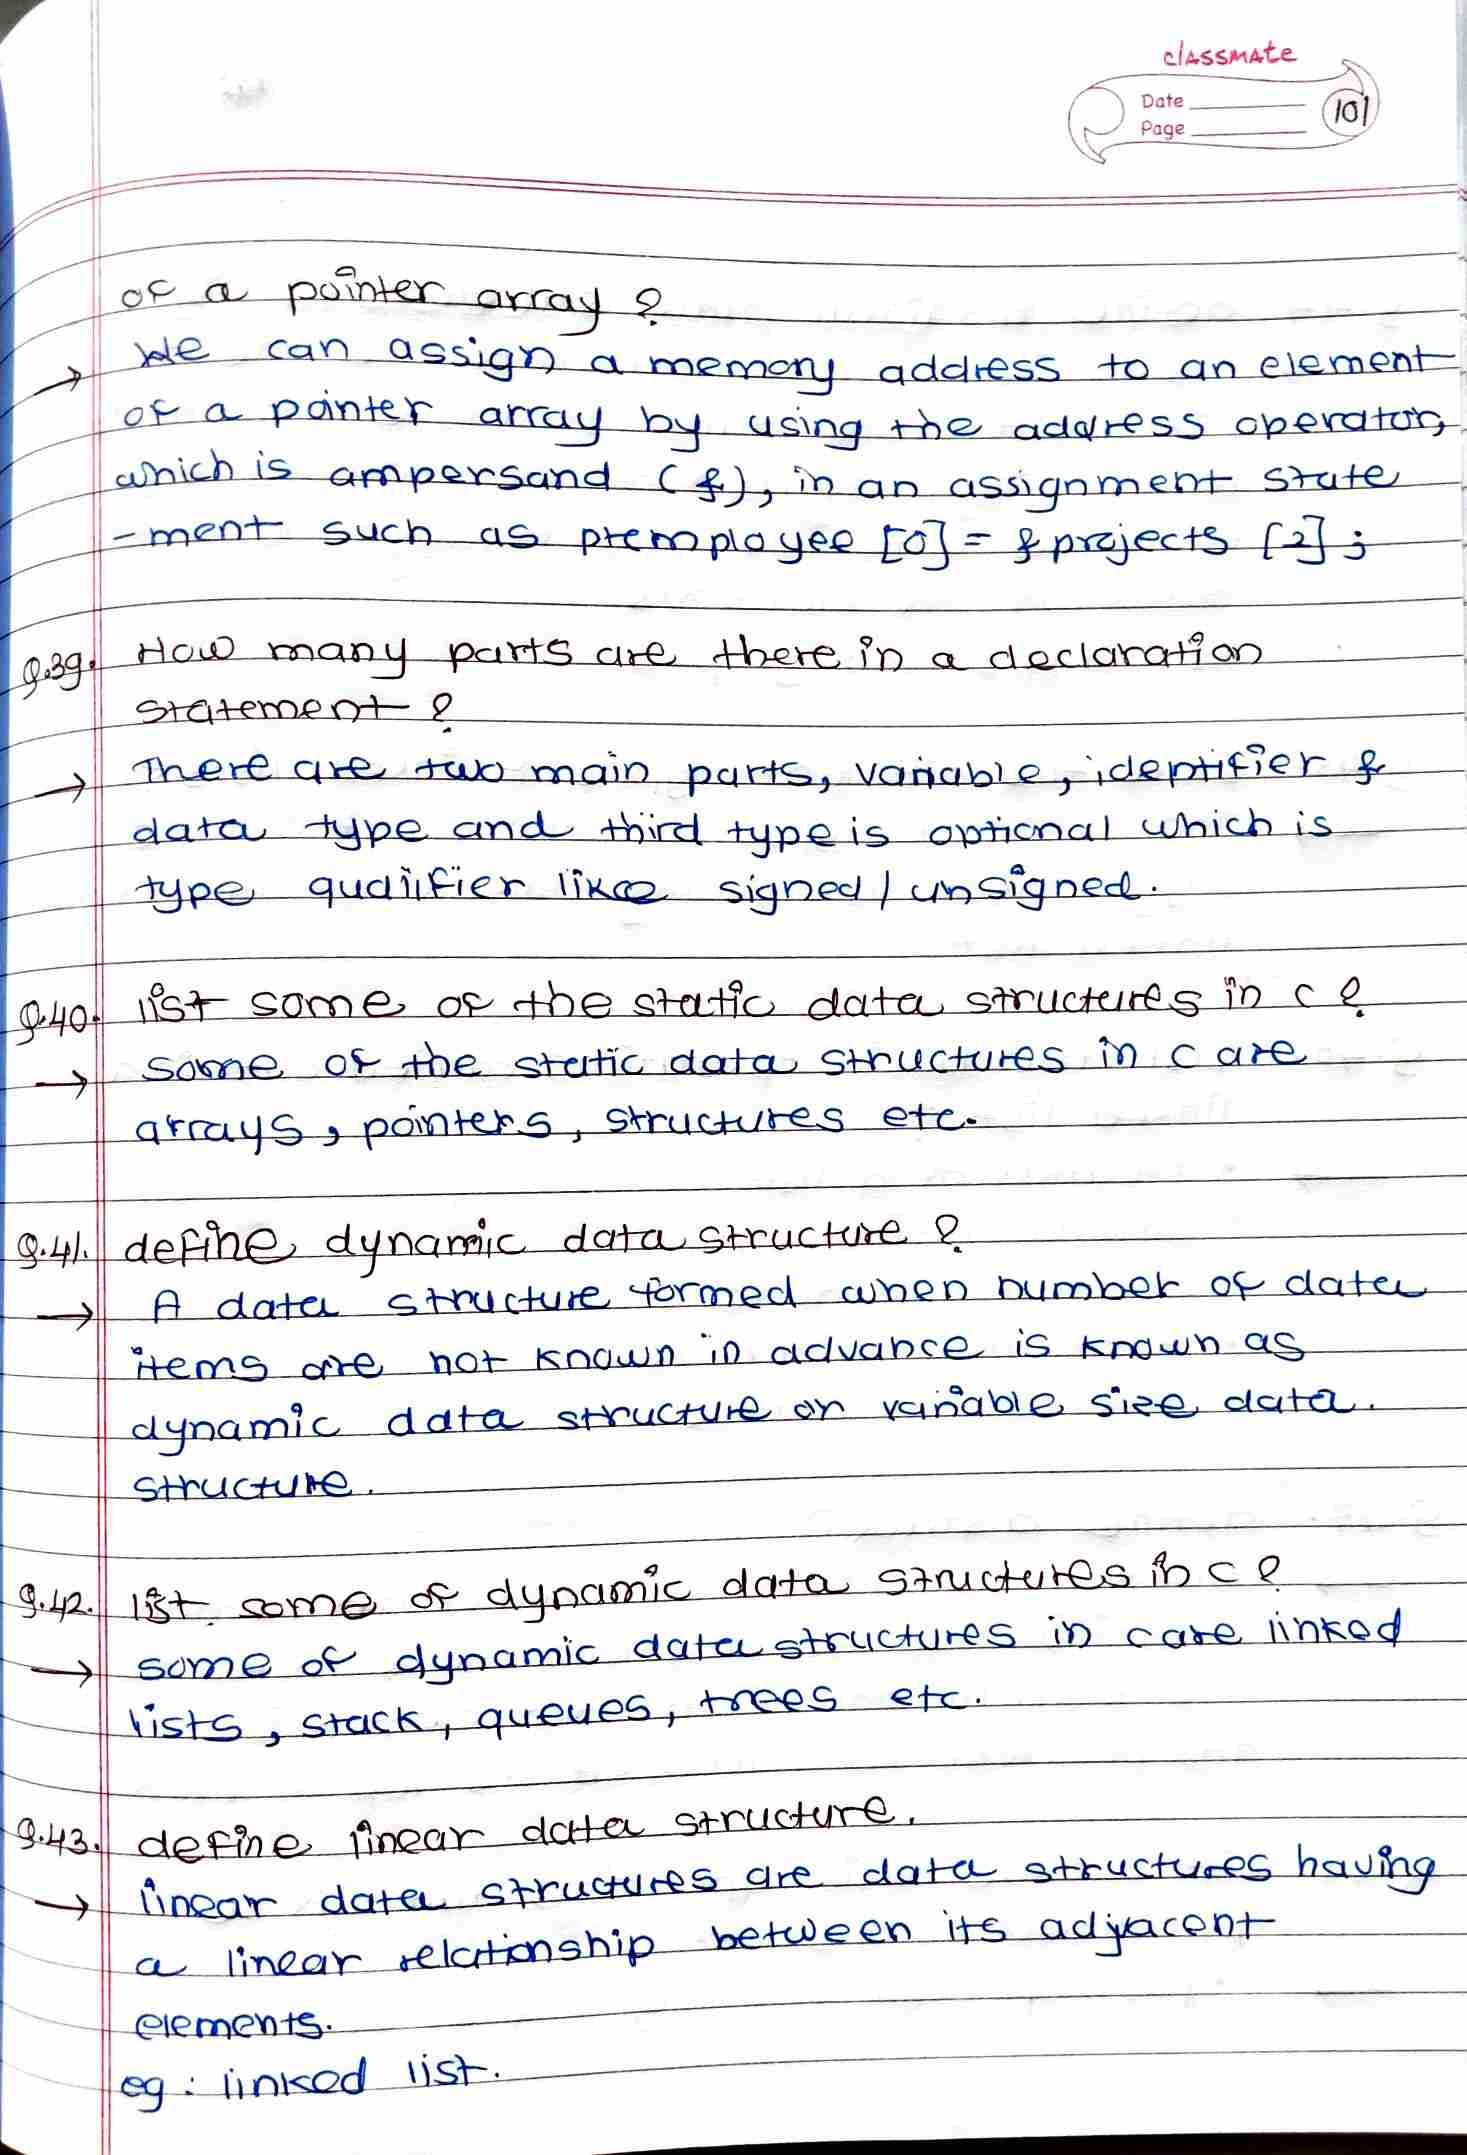 classmate
Date
Page
101
of a pointer array ?
→ We can assign a memory address to an element
of a pointer array by using the address operator,
which is ampersand (&), in an assignment state
-ment such as ptemployee [0] = & projects [2] ;
Q.39. How many parts are there in a declaration
statement ?
→ There are two main parts, variable, identifier &
data type and third type is optional which is
type qualifier like signed / unsigned.
Q.40. list some of the static data structures in c ?
→ some of the static data structures in c are
arrays, pointers, structures etc.
Q.41. define dynamic data structure ?
→ A data structure formed when number of data
items are not known in advance is known as
dynamic data structure or variable size data.
structure.
Q.42. list some of dynamic data structures in c ?
→ some of dynamic data structures in c are linked
lists, stack, queues, trees etc.
Q.43. define linear data structure.
→ linear data structures are data structures having
a linear relationship between its adjacent
elements.
eg : linked list.